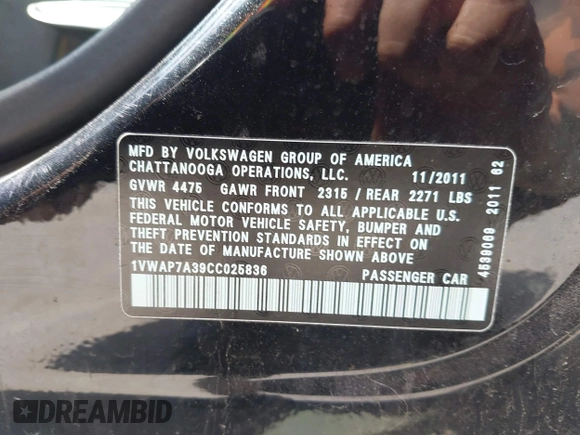 MFD BY VOLKSWAGEN GROUP OF AMERICA
CHATTANOOGA OPERATIONS, LLC. 11/2011
GVWR 4475 GAWR FRONT 2315 / REAR 2271 LBS
THIS VEHICLE CONFORMS TO ALL APPLICABLE U.S.
FEDERAL MOTOR VEHICLE SAFETY, BUMPER AND
THEFT PREVENTION STANDARDS IN EFFECT ON
THE DATE OF MANUFACTURE SHOWN ABOVE
1VWAP7A39CC025836 PASSENGER CAR
4539069 2011 62
DREAMBID